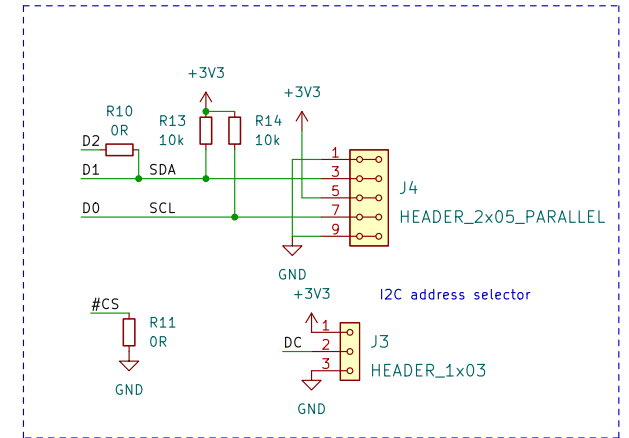 +3V3
+3V3
R10
0R
R13
10k
R14
10k
D2
D1 SDA
D0 SCL
1
3
5
7
9
J4
HEADER_2x05_PARALLEL
GND
+3V3
I2C address selector
#CS
R11
0R
GND
DC
1
2
3
J3
HEADER_1x03
GND